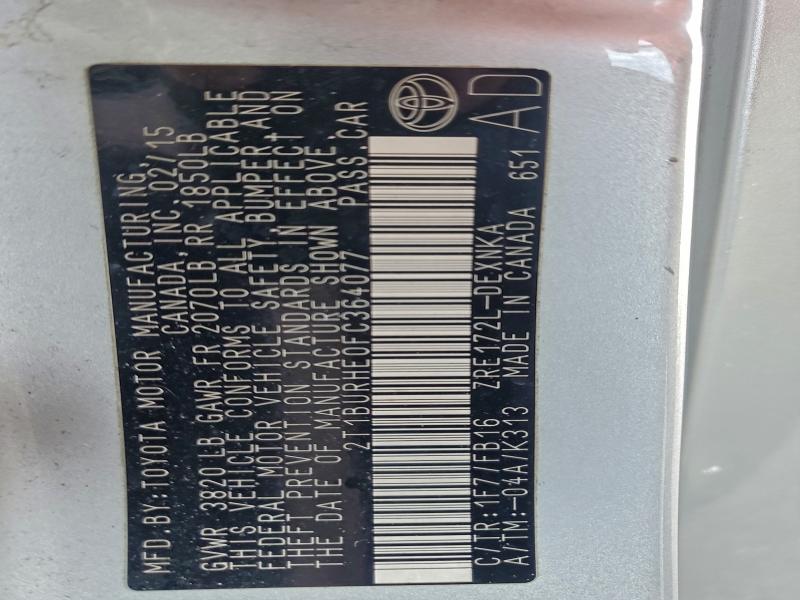 MFD BY:TOYOTA MOTOR MANUFACTURING,
CANADA, INC. 02/15
GVWR 3820 LB GAWR FR 2070LB RR 1850LB
THIS VEHICLE CONFORMS TO ALL APPLICABLE
FEDERAL MOTOR VEHICLE SAFETY, BUMPER, AND
THEFT PREVENTION STANDARDS IN EFFECT ON
THE DATE OF MANUFACTURE SHOWN ABOVE.
2T1BURHE0FC364077 PASS.CAR
C/TR:1F7/FB16 ZRE172L-DEXNKA
A/TM:-04A/K313 MADE IN CANADA 651 AD